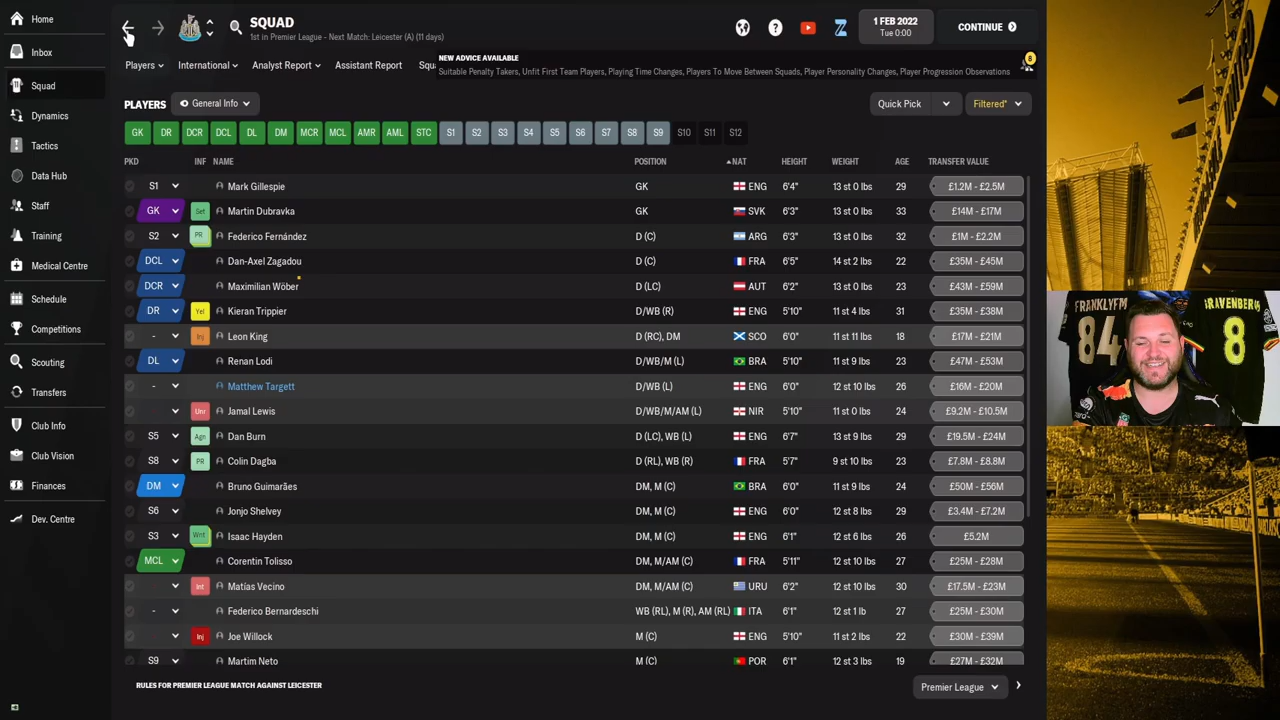 Home
SQUAD
1st in Premier League - Next Match: Leicester (A) (11 days)
1 FEB 2022
Tue 0:00
CONTINUE
Inbox
Players
International
Analyst Report
Assistant Report
Squ
NEW ADVICE AVAILABLE
Suitable Penalty Takers, Unfit First Team Players, Playing Time Changes, Players To Move Between Squads, Player Personality Changes, Player Progression Observations
8
Squad
Dynamics
Tactics
Data Hub
Staff
Training
Medical Centre
Schedule
Competitions
Scouting
Transfers
Club Info
Club Vision
Finances
Dev. Centre
PLAYERS
General Info
Quick Pick
Filtered*
GK DR DCR DCL DL DM MCR MCL AMR AML STC S1 S2 S3 S4 S5 S6 S7 S8 S9 S10 S11 S12
PKD INF NAME POSITION NAT HEIGHT WEIGHT AGE TRANSFER VALUE
S1 Mark Gillespie GK ENG 6'4" 13 st 0 lbs 29 £1.2M - £2.5M
GK Set Martin Dubravka GK SVK 6'3" 13 st 0 lbs 33 £14M - £17M
S2 PR Federico Fernández D (C) ARG 6'3" 13 st 0 lbs 32 £1M - £2.2M
DCL Dan-Axel Zagadou D (C) FRA 6'5" 14 st 2 lbs 22 £35M - £45M
DCR Maximilian Wöber D (LC) AUT 6'2" 13 st 0 lbs 23 £43M - £59M
DR Yel Kieran Trippier D/WB (R) ENG 5'10" 11 st 4 lbs 31 £35M - £38M
- Inj Leon King D (RC), DM SCO 6'0" 11 st 11 lbs 18 £17M - £21M
DL Renan Lodi D/WB/M (L) BRA 5'10" 11 st 9 lbs 23 £47M - £53M
- Matthew Targett D/WB (L) ENG 6'0" 12 st 10 lbs 26 £16M - £20M
Unr Jamal Lewis D/WB/M/AM (L) NIR 5'10" 11 st 0 lbs 24 £9.2M - £10.5M
S5 Agn Dan Burn D (LC), WB (L) ENG 6'7" 13 st 9 lbs 29 £19.5M - £24M
S8 PR Colin Dagba D (RL), WB (R) FRA 5'7" 9 st 10 lbs 23 £7.8M - £8.8M
DM Bruno Guimarães DM, M (C) BRA 6'0" 11 st 9 lbs 24 £50M - £56M
S6 Jonjo Shelvey DM, M (C) ENG 6'0" 12 st 8 lbs 29 £3.4M - £7.2M
S3 Wnt Isaac Hayden DM, M (C) ENG 6'1" 12 st 6 lbs 26 £5.2M
MCL Corentin Tolisso DM, M/AM (C) FRA 5'11" 12 st 10 lbs 27 £25M - £28M
Int Matías Vecino DM, M/AM (C) URU 6'2" 12 st 10 lbs 30 £17.5M - £23M
- Federico Bernardeschi WB (RL), M (R), AM (RL) ITA 6'1" 12 st 1 lb 27 £25M - £30M
Inj Joe Willock M (C) ENG 5'10" 11 st 2 lbs 22 £30M - £39M
S9 Martim Neto M (C) POR 6'1" 12 st 3 lbs 19 £27M - £32M
RULES FOR PREMIER LEAGUE MATCH AGAINST LEICESTER
Premier League
FRANKLYFM
84
8